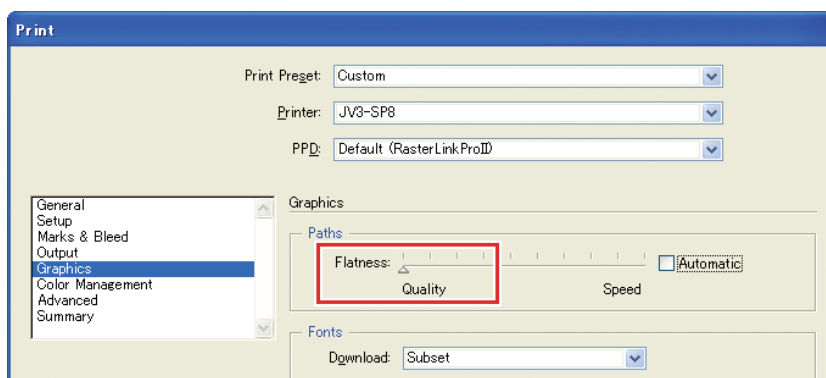 Print
Print Preset: Custom
Printer: JV3-SP8
PPD: Default (RasterLinkProII)
General
Setup
Marks & Bleed
Output
Graphics
Color Management
Advanced
Summary
Graphics
Paths
Flatness: Automatic
Quality Speed
Fonts
Download: Subset